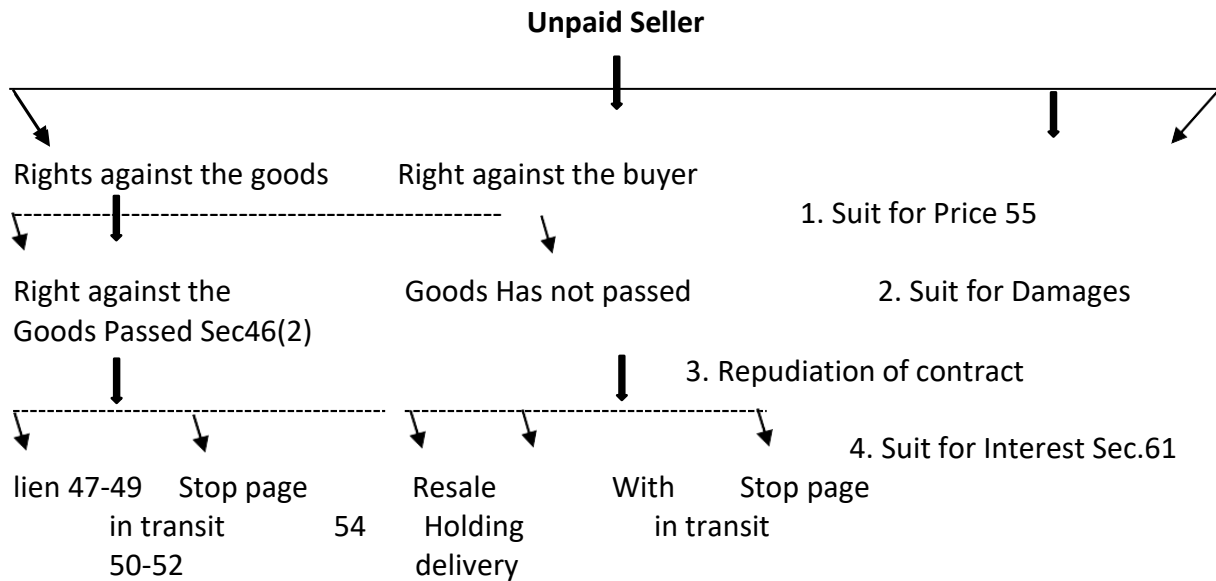 Unpaid Seller
Rights against the goods Right against the buyer
1. Suit for Price 55
Right against the Goods Has not passed 2. Suit for Damages
Goods Passed Sec46(2)
3. Repudiation of contract
4. Suit for Interest Sec.61
lien 47-49 Stop page Resale With Stop page
in transit 54 Holding in transit
50-52 delivery